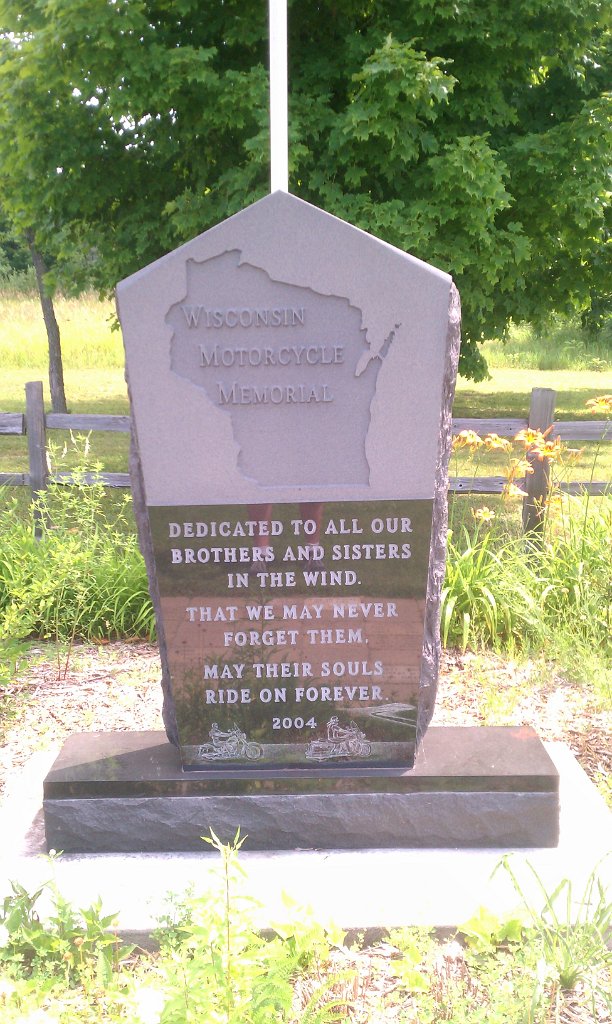 WISCONSIN
MOTORCYCLE
MEMORIAL
DEDICATED TO ALL OUR
BROTHERS AND SISTERS
IN THE WIND.
THAT WE MAY NEVER
FORGET THEM,
MAY THEIR SOULS
RIDE ON FOREVER.
2004